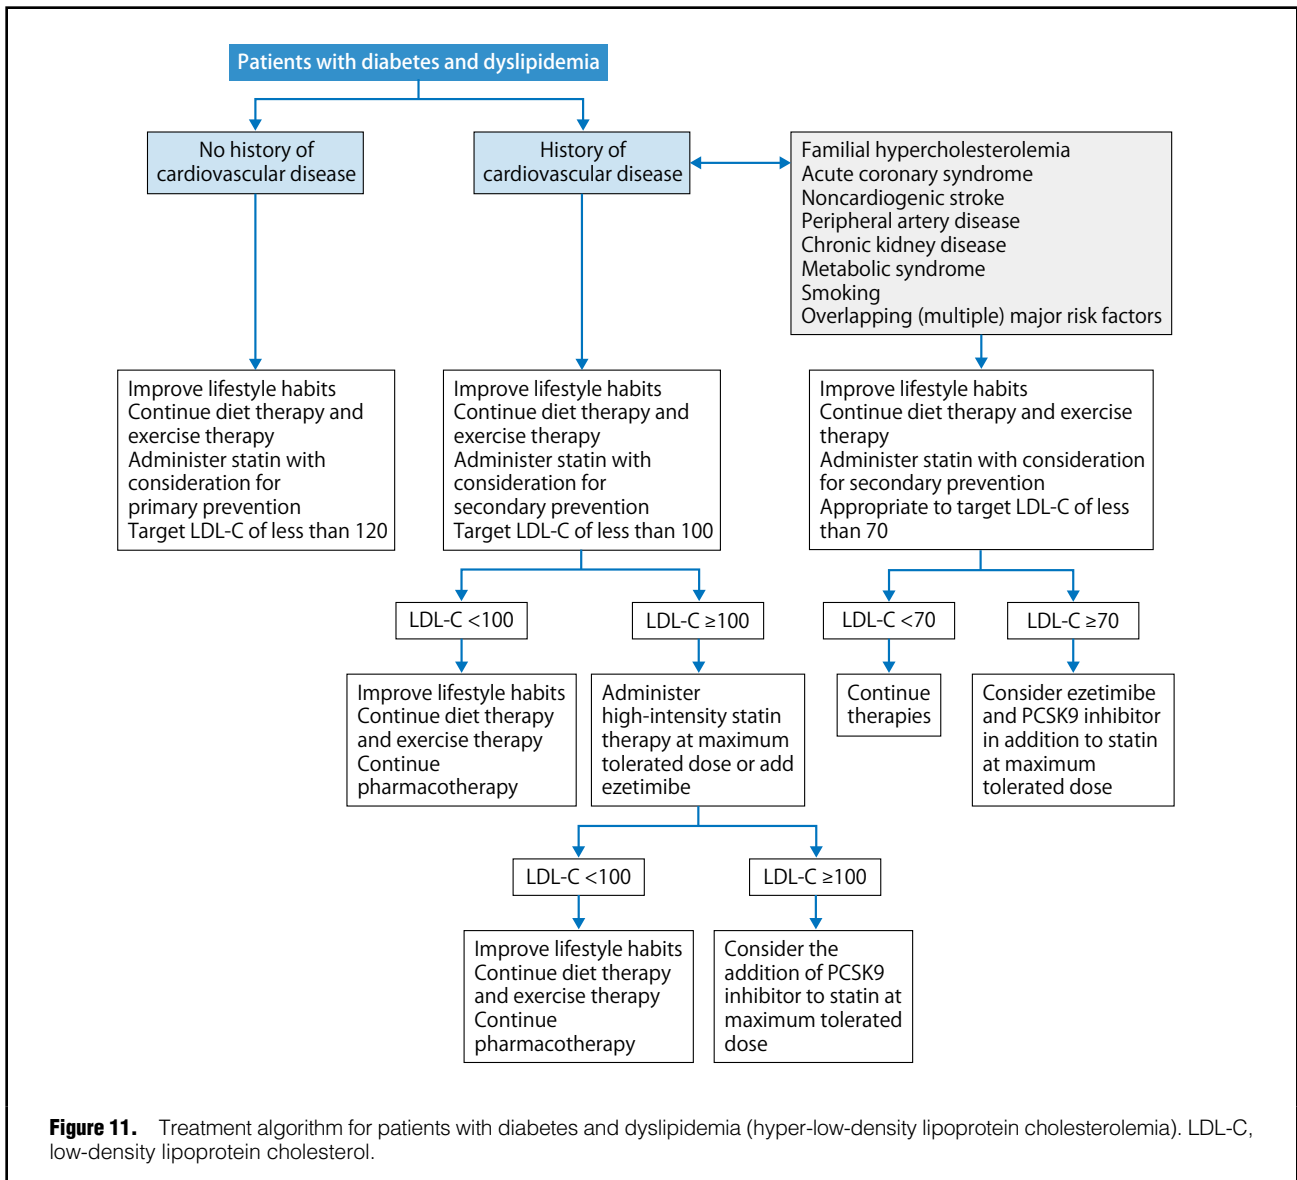 Patients with diabetes and dyslipidemia
No history of
cardiovascular disease
History of
cardiovascular disease
Familial hypercholesterolemia
Acute coronary syndrome
Noncardiogenic stroke
Peripheral artery disease
Chronic kidney disease
Metabolic syndrome
Smoking
Overlapping (multiple) major risk factors
Improve lifestyle habits
Continue diet therapy and
exercise therapy
Administer statin with
consideration for
primary prevention
Target LDL-C of less than 120
Improve lifestyle habits
Continue diet therapy and
exercise therapy
Administer statin with
consideration for
secondary prevention
Target LDL-C of less than 100
Improve lifestyle habits
Continue diet therapy and exercise
therapy
Administer statin with consideration
for secondary prevention
Appropriate to target LDL-C of less
than 70
LDL-C <100
LDL-C ≥100
LDL-C <70
LDL-C ≥70
Improve lifestyle habits
Continue diet therapy
and exercise therapy
Continue
pharmacotherapy
Administer
high-intensity statin
therapy at maximum
tolerated dose or add
ezetimibe
Continue
therapies
Consider ezetimibe
and PCSK9 inhibitor
in addition to statin
at maximum
tolerated dose
LDL-C <100
LDL-C ≥100
Improve lifestyle habits
Continue diet therapy
and exercise therapy
Continue
pharmacotherapy
Consider the
addition of PCSK9
inhibitor to statin at
maximum tolerated
dose
Figure 11. Treatment algorithm for patients with diabetes and dyslipidemia (hyper-low-density lipoprotein cholesterolemia). LDL-C,
low-density lipoprotein cholesterol.